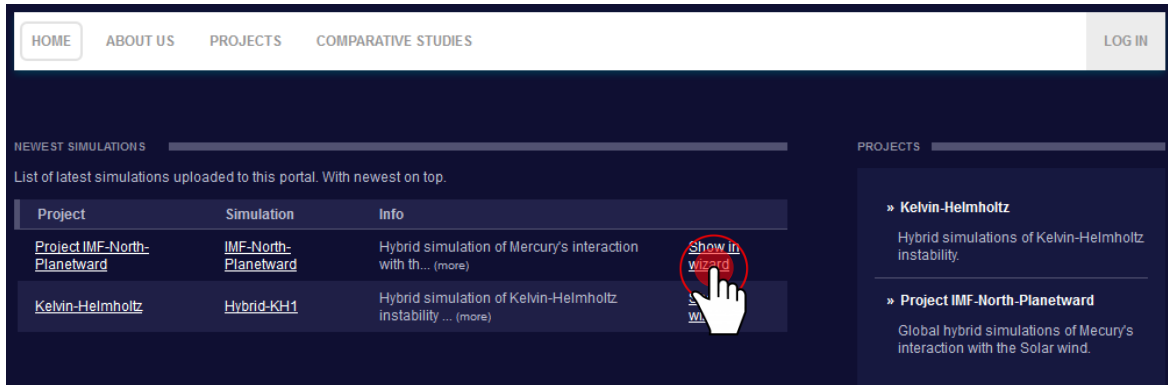 HOME ABOUT US PROJECTS COMPARATIVE STUDIES LOG IN
NEWEST SIMULATIONS
List of latest simulations uploaded to this portal. With newest on top.
Project Simulation Info
Project IMF-North-
Planetward
IMF-North-
Planetward
Hybrid simulation of Mercury's interaction
with th... (more)
Show in
wizard
Kelvin-Helmholtz
Hybrid-KH1
Hybrid simulation of Kelvin-Helmholtz
instability ... (more)
PROJECTS
» Kelvin-Helmholtz
Hybrid simulations of Kelvin-Helmholtz
instability.
» Project IMF-North-Planetward
Global hybrid simulations of Mecury's
interaction with the Solar wind.